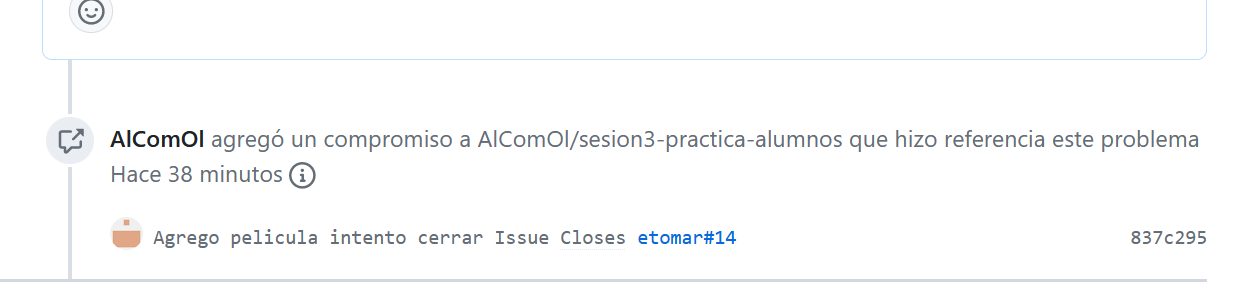 AlComOl agregó un compromiso a AlComOl/sesion3-practica-alumnos que hizo referencia este problema
Hace 38 minutos
Agrego pelicula intento cerrar Issue Closes etomar#14 837c295